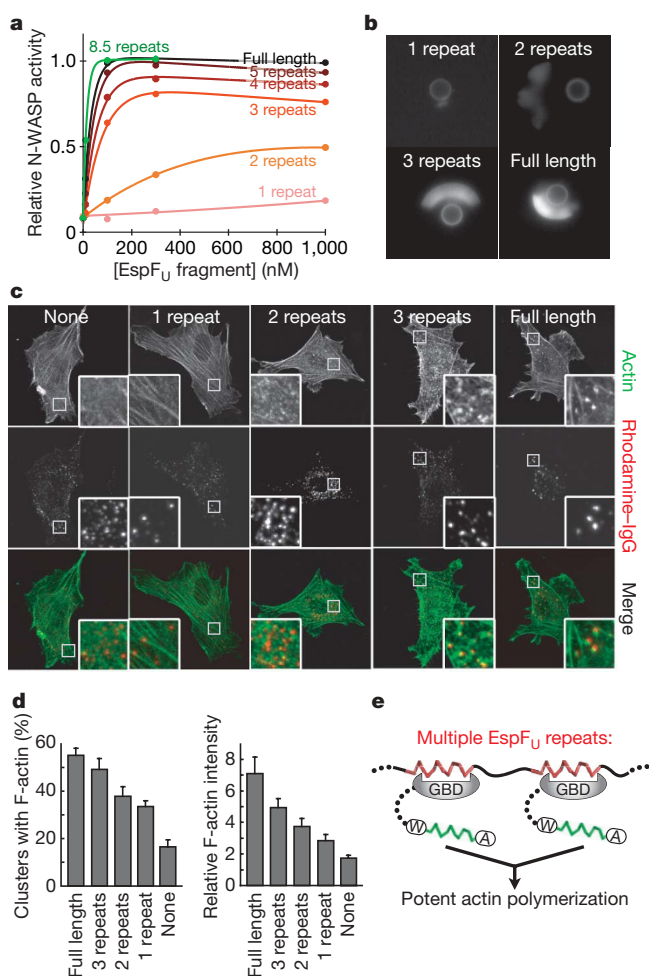 a
8.5 repeats
Full length
5 repeats
4 repeats
3 repeats
2 repeats
1 repeat
Relative N-WASP activity
1.0
0.5
0
0 200 400 600 800 1,000
[EspFU fragment] (nM)
b
1 repeat 2 repeats
3 repeats Full length
c
None 1 repeat 2 repeats 3 repeats Full length
Actin
Rhodamine–IgG
Merge
d
Clusters with F-actin (%)
60
40
20
0
Full length
3 repeats
2 repeats
1 repeat
None
Relative F-actin intensity
8
6
4
2
0
Full length
3 repeats
2 repeats
1 repeat
None
e
Multiple EspFU repeats:
GBD GBD
W A W A
Potent actin polymerization